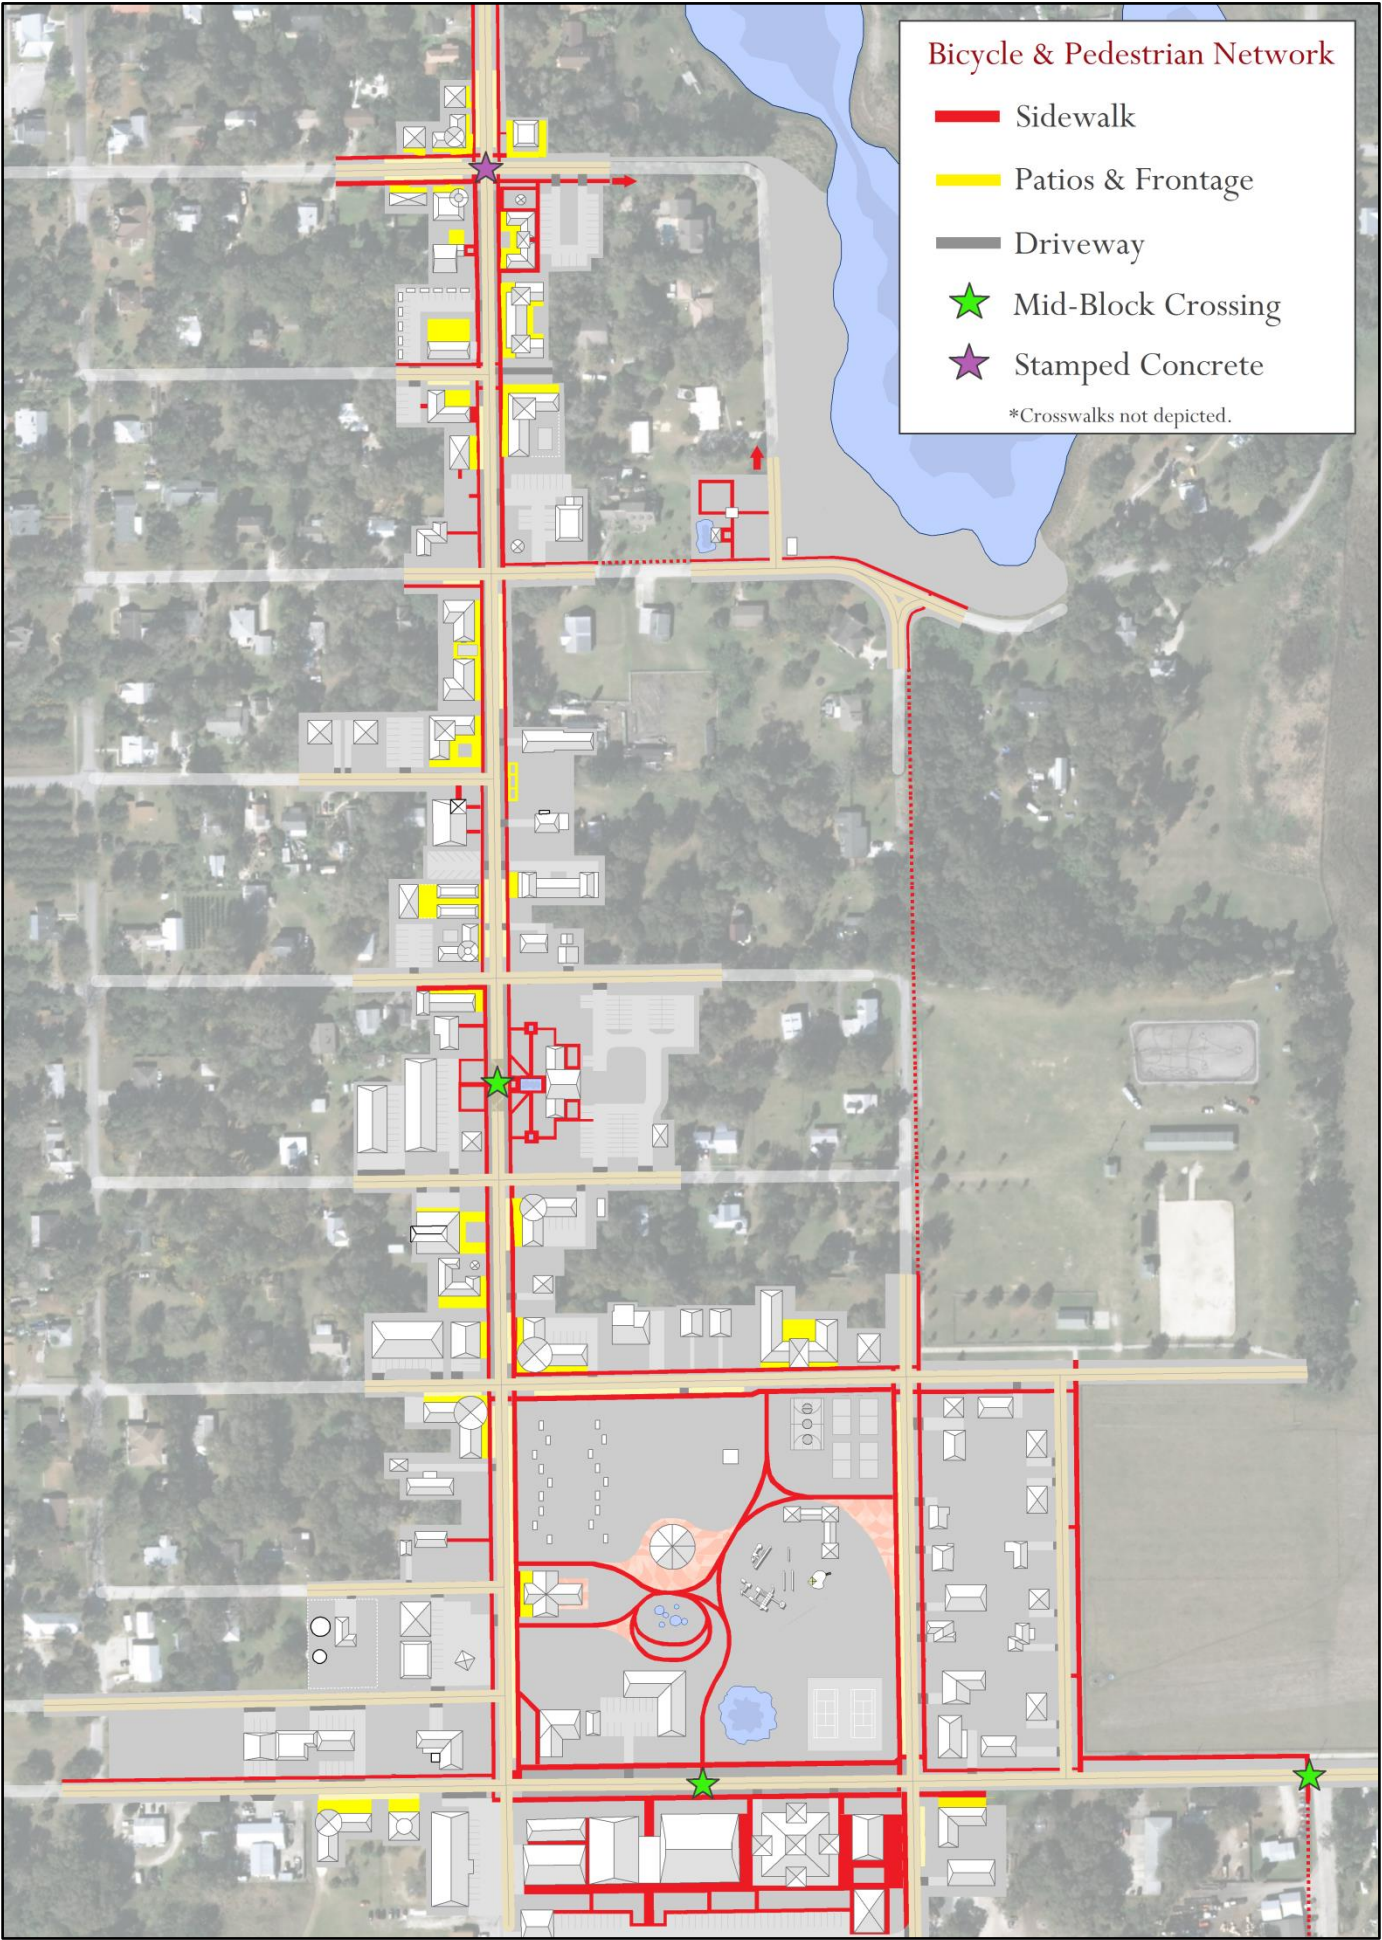 Bicycle & Pedestrian Network
Sidewalk
Patios & Frontage
Driveway
Mid-Block Crossing
Stamped Concrete
*Crosswalks not depicted.